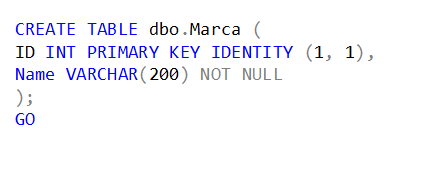 CREATE TABLE dbo.Marca (
ID INT PRIMARY KEY IDENTITY (1, 1),
Name VARCHAR(200) NOT NULL
);
GO